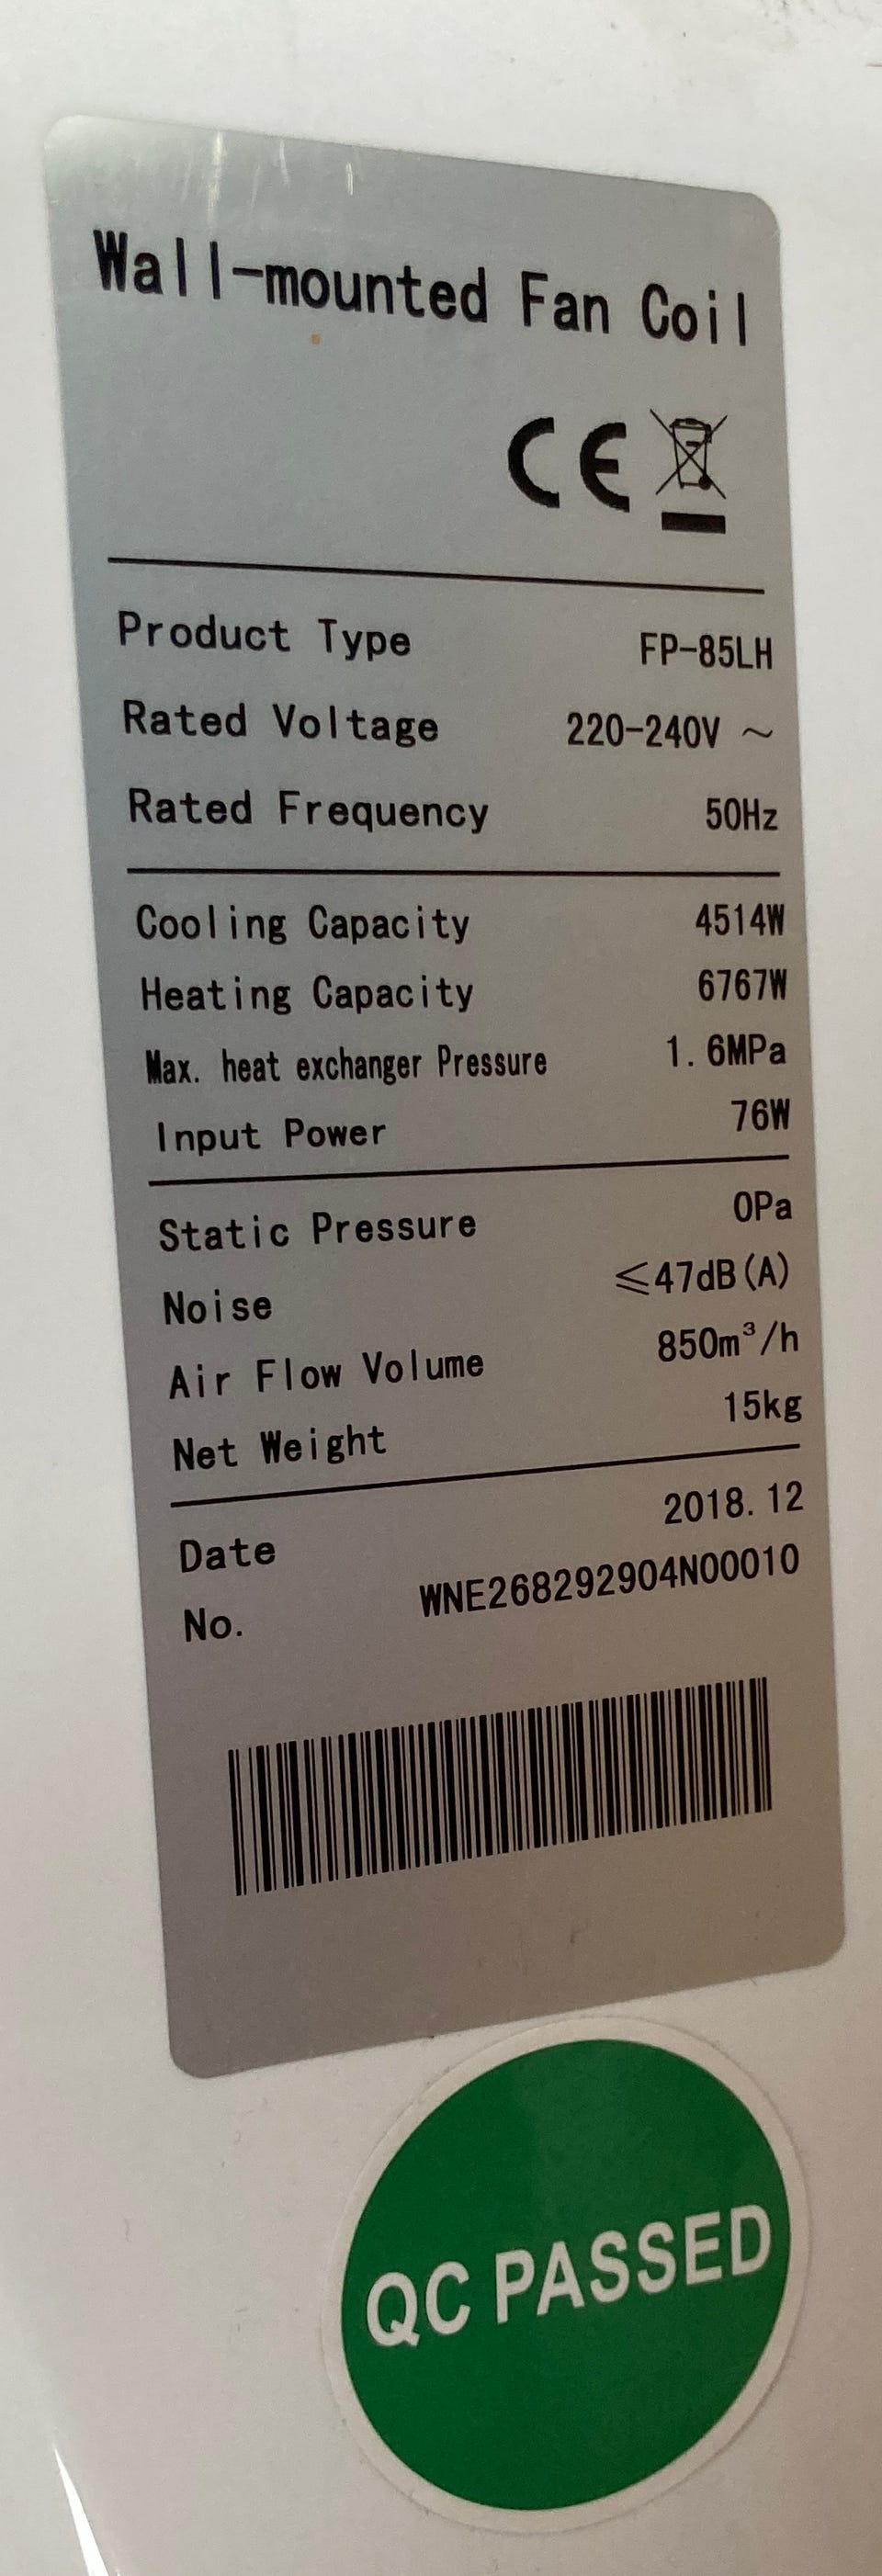 Wall-mounted Fan Coil
CE
Product Type FP-85LH
Rated Voltage 220-240V ~
Rated Frequency 50Hz
Cooling Capacity 4514W
Heating Capacity 6767W
Max. heat exchanger Pressure 1.6MPa
Input Power 76W
Static Pressure 0Pa
Noise ≤47dB(A)
Air Flow Volume 850m³/h
Net Weight 15kg
Date 2018.12
No. WNE268292904N00010
QC PASSED